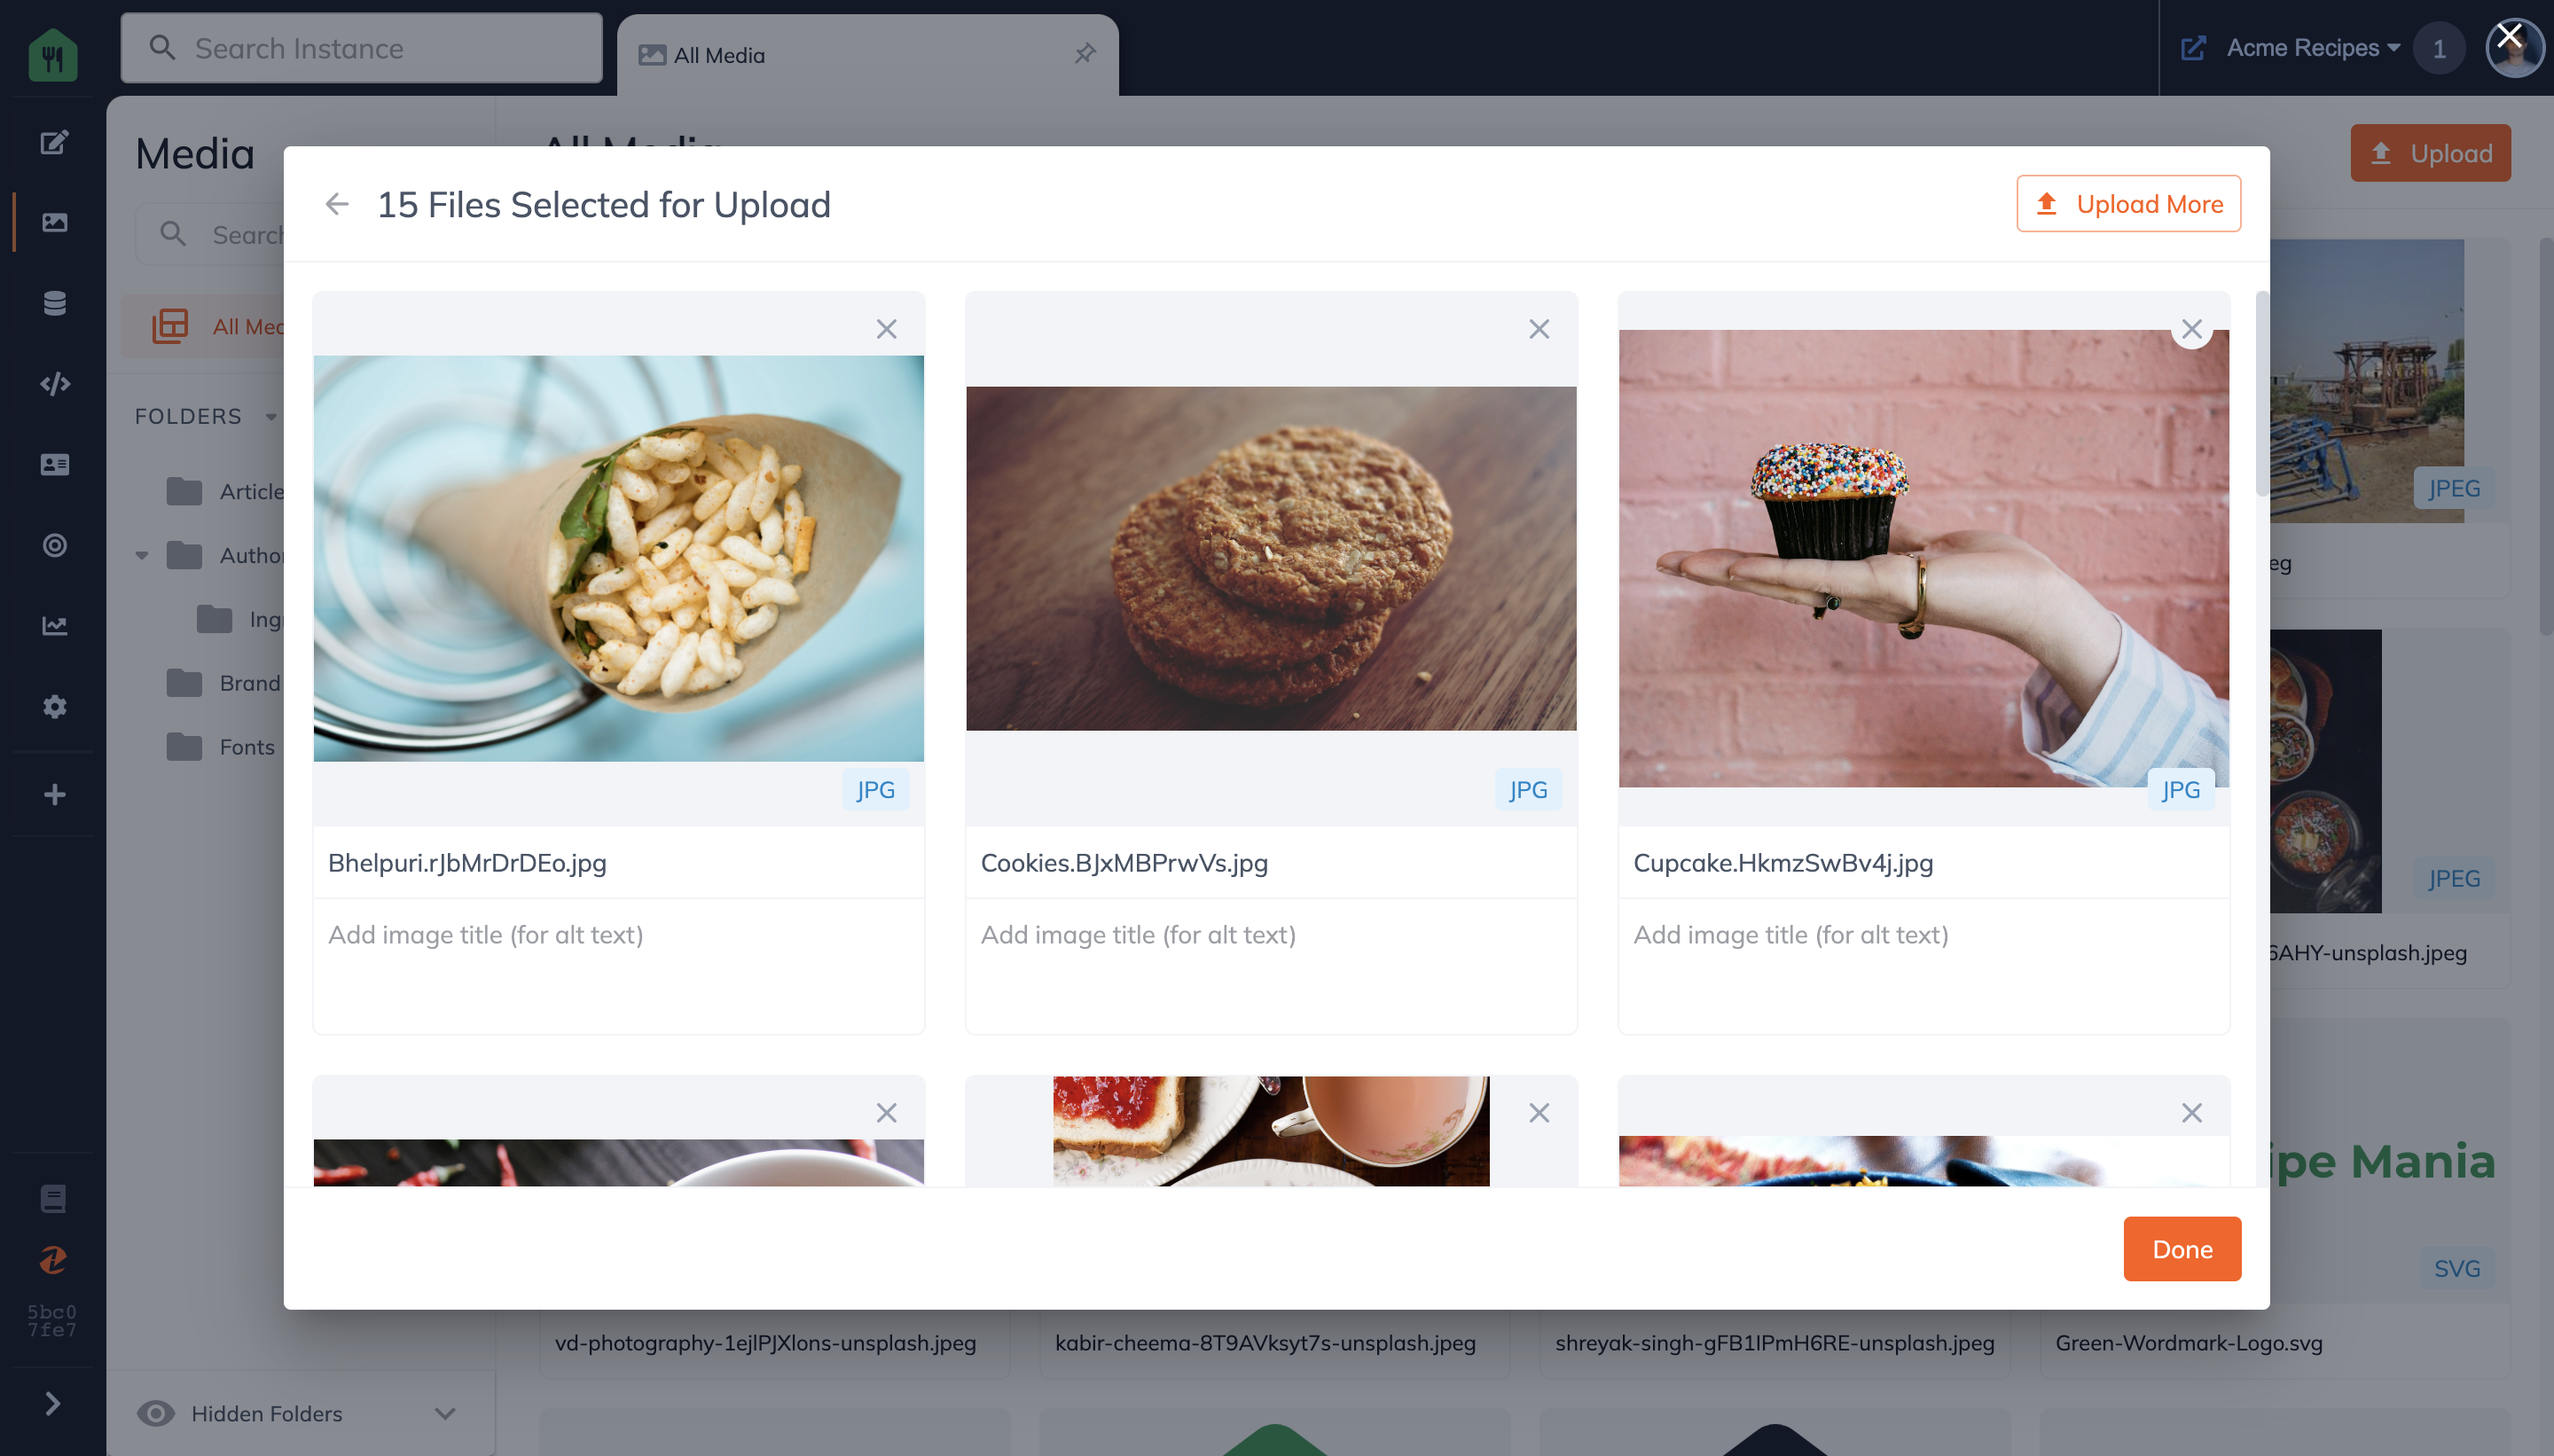 Search Instance
All Media
Acme Recipes
1
Media
All Media
Upload
Search
All Med
FOLDERS
Article
Author
Ing
Brand
Fonts
Hidden Folders
5bc0
7fe7
15 Files Selected for Upload
Upload More
JPG
JPG
JPG
Bhelpuri.rJbMrDrDEo.jpg
Cookies.BJxMBPrwVs.jpg
Cupcake.HkmzSwBv4j.jpg
Add image title (for alt text)
Add image title (for alt text)
Add image title (for alt text)
Done
JPEG
eg
JPEG
6AHY-unsplash.jpeg
ipe Mania
SVG
vd-photography-1ejlPJXlons-unsplash.jpeg
kabir-cheema-8T9AVksyt7s-unsplash.jpeg
shreyak-singh-gFB1IPmH6RE-unsplash.jpeg
Green-Wordmark-Logo.svg